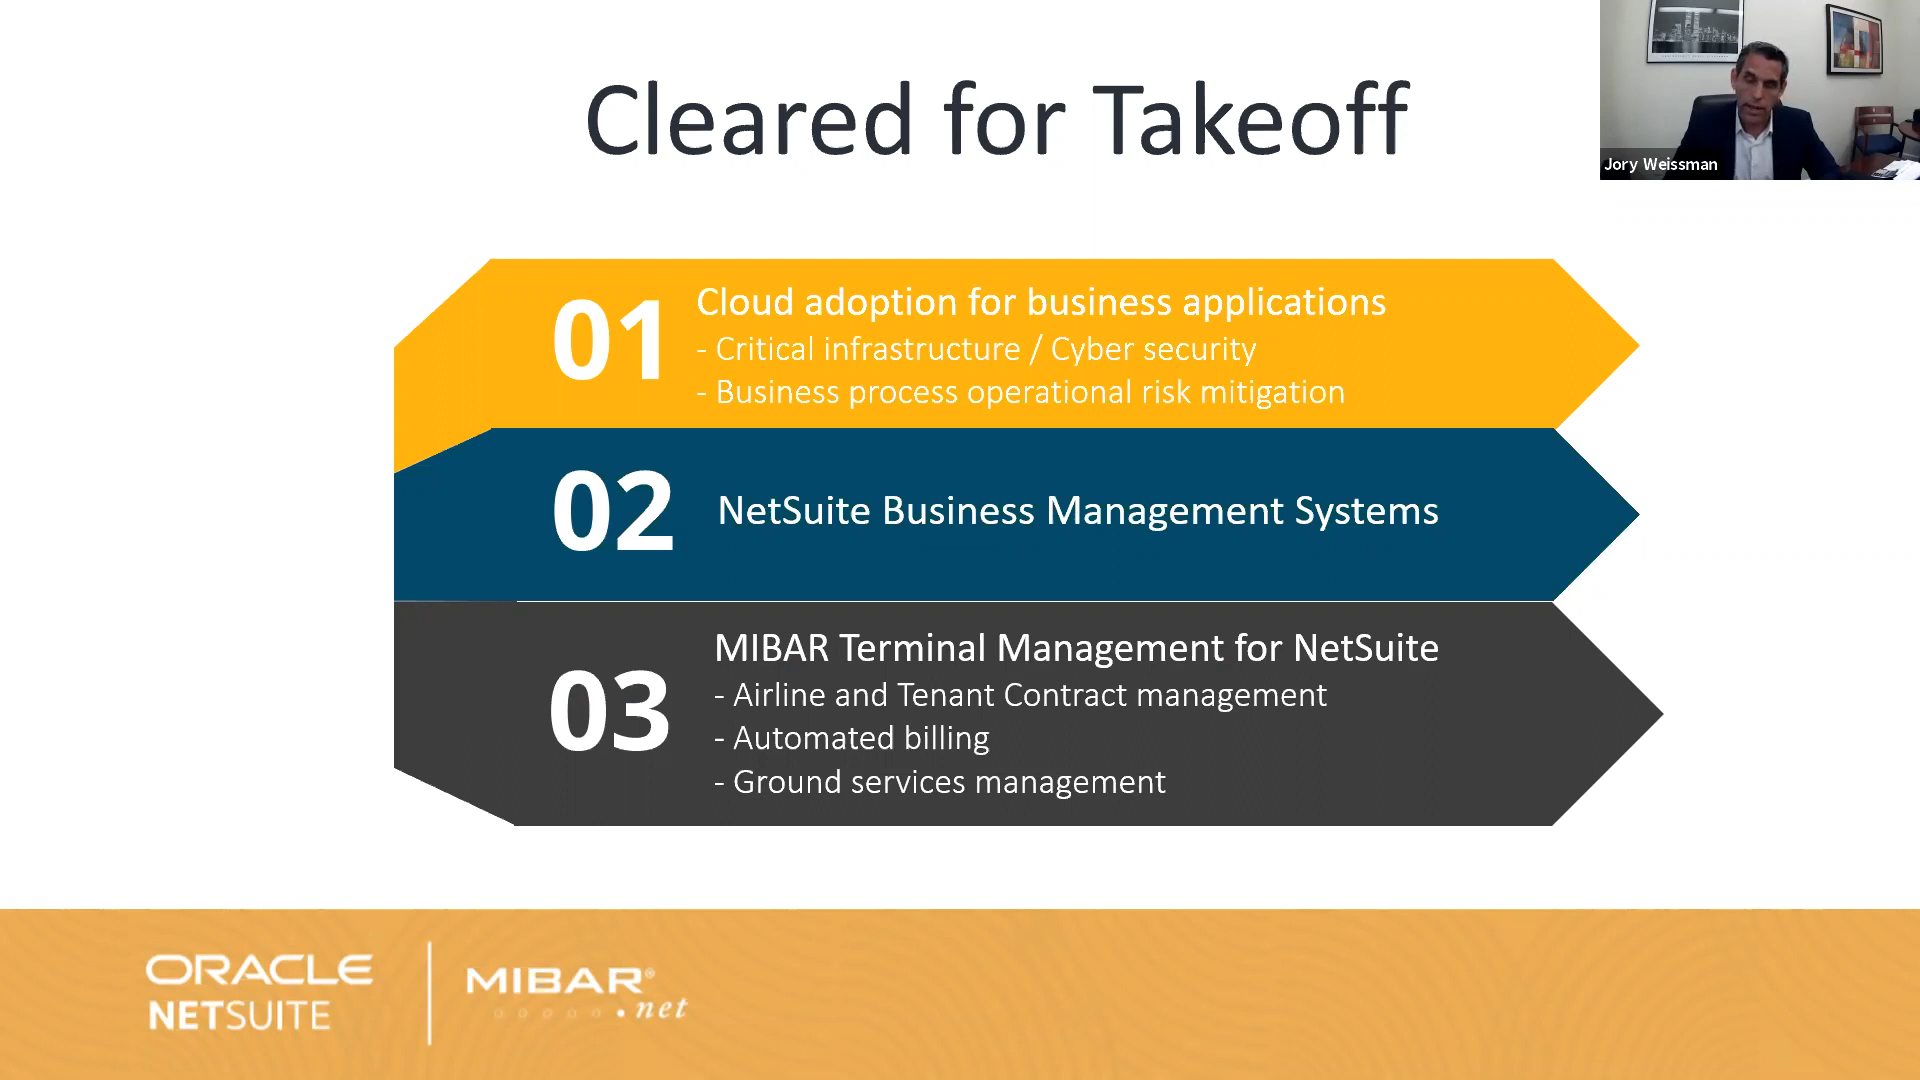 Cleared for Takeoff
Jory Weissman
01
Cloud adoption for business applications
- Critical infrastructure / Cyber security
- Business process operational risk mitigation
02
NetSuite Business Management Systems
03
MIBAR Terminal Management for NetSuite
- Airline and Tenant Contract management
- Automated billing
- Ground services management
ORACLE
NETSUITE
MIBAR®
.net